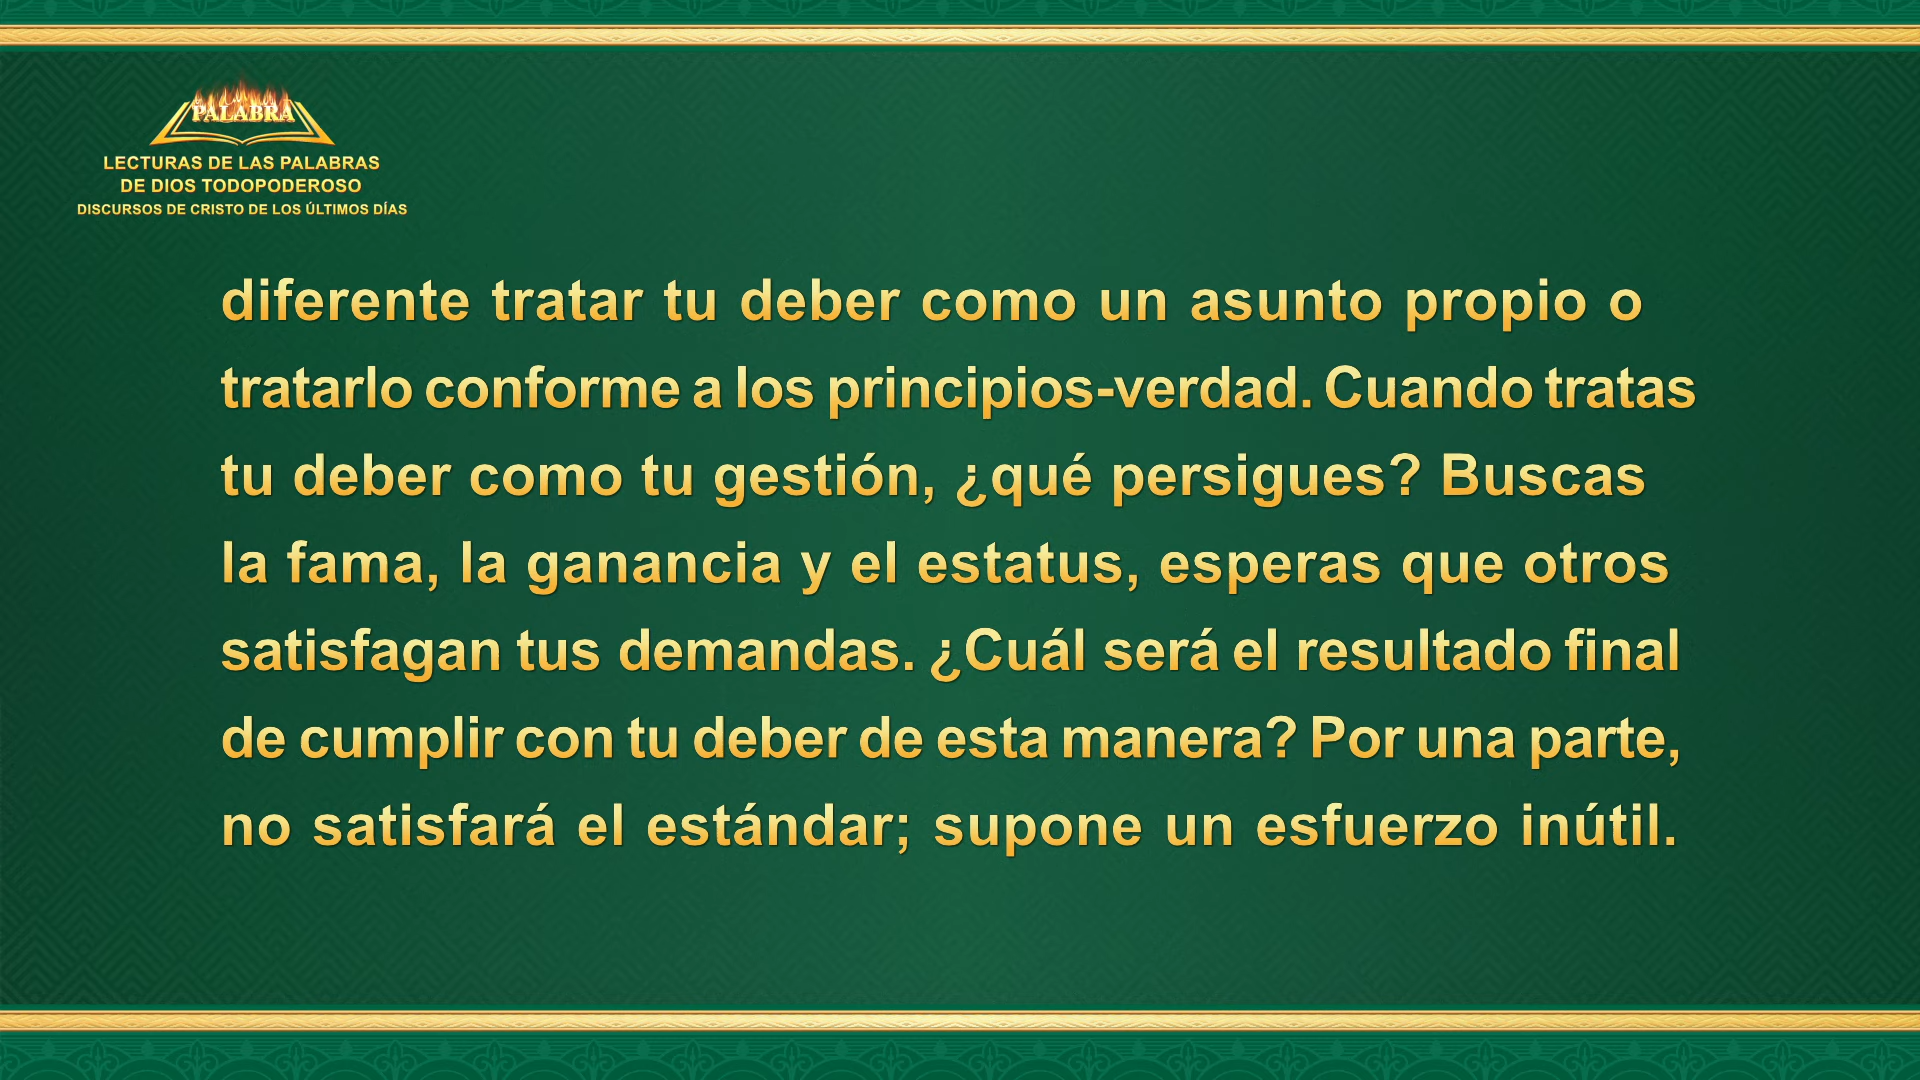 PALABRA
LECTURAS DE LAS PALABRAS
DE DIOS TODOPODEROSO
DISCURSOS DE CRISTO DE LOS ÚLTIMOS DÍAS
diferente tratar tu deber como un asunto propio o
tratarlo conforme a los principios-verdad. Cuando tratas
tu deber como tu gestión, ¿qué persigues? Buscas
la fama, la ganancia y el estatus, esperas que otros
satisfagan tus demandas. ¿Cuál será el resultado final
de cumplir con tu deber de esta manera? Por una parte,
no satisfará el estándar; supone un esfuerzo inútil.